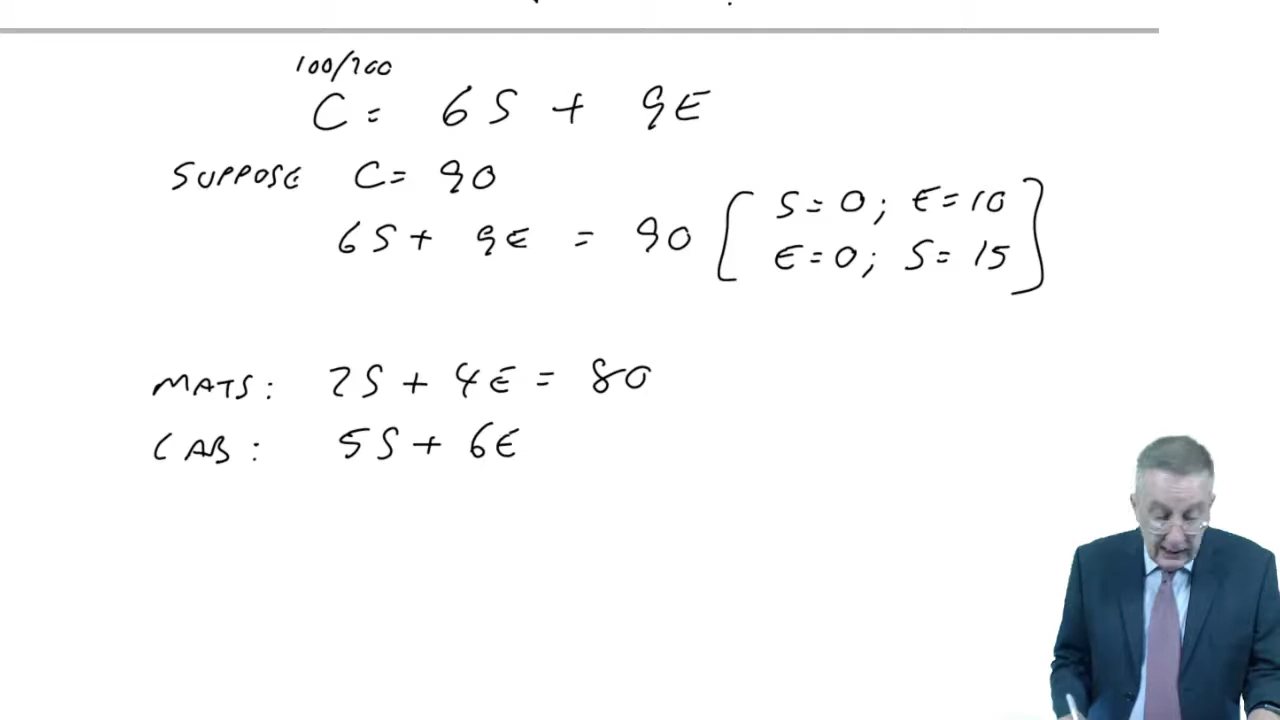 100/200
C = 6S + 9E
SUPPOSE C = 90
6S + 9E = 90 [ S = 0; E = 10
E = 0; S = 15 ]
MATS: 2S + 4E = 80
LAB: 5S + 6E